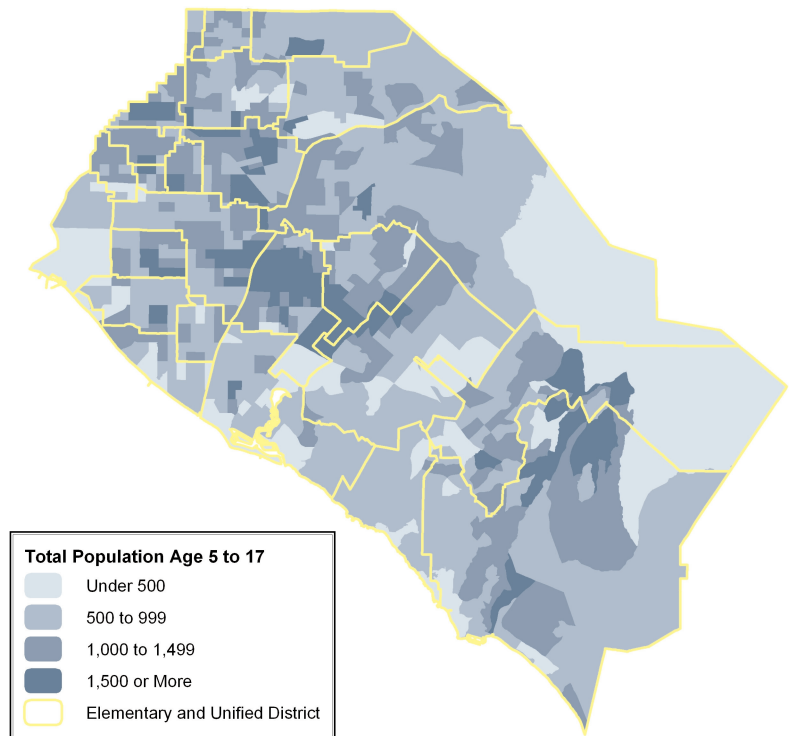 Total Population Age 5 to 17
Under 500
500 to 999
1,000 to 1,499
1,500 or More
Elementary and Unified District